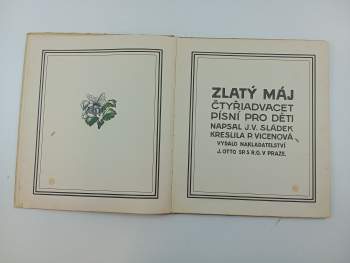 ZLATÝ MÁJ
ČTYŘIADVACET
PÍSNÍ PRO DĚTI
NAPSAL J.V. SLÁDEK
KRESLILA P. VICENOVÁ
VYDALO NAKLADATELSTVÍ
J. OTTO SP. S R. O. V PRAZE.